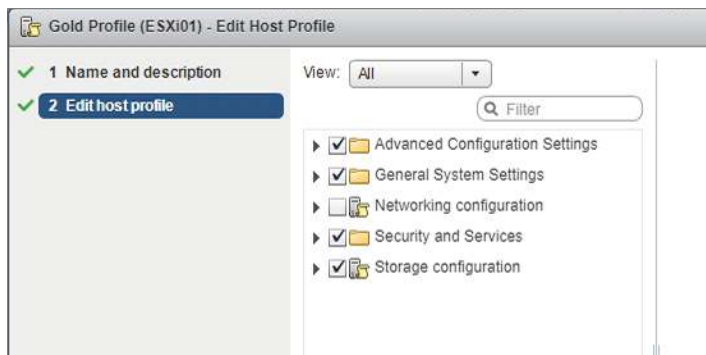 Gold Profile (ESXi01) - Edit Host Profile
1 Name and description
2 Edit host profile
View: All
Filter
Advanced Configuration Settings
General System Settings
Networking configuration
Security and Services
Storage configuration